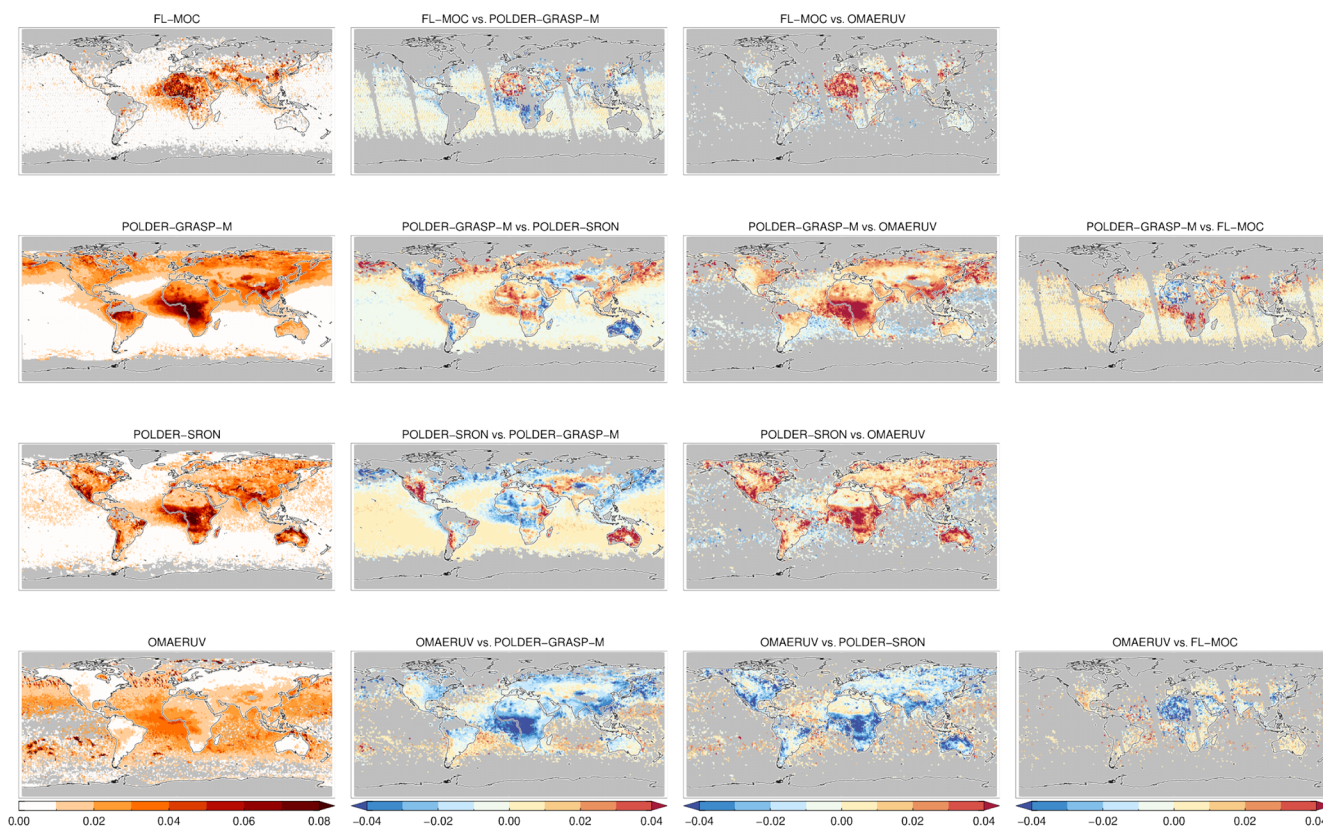 FL−MOC
FL−MOC vs. POLDER−GRASP−M
FL−MOC vs. OMAERUV
POLDER−GRASP−M
POLDER−GRASP−M vs. POLDER−SRON
POLDER−GRASP−M vs. OMAERUV
POLDER−GRASP−M vs. FL−MOC
POLDER−SRON
POLDER−SRON vs. POLDER−GRASP−M
POLDER−SRON vs. OMAERUV
OMAERUV
OMAERUV vs. POLDER−GRASP−M
OMAERUV vs. POLDER−SRON
OMAERUV vs. FL−MOC
0.00 0.02 0.04 0.06 0.08
−0.04 −0.02 0.00 0.02 0.04
−0.04 −0.02 0.00 0.02 0.04
−0.04 −0.02 0.00 0.02 0.04